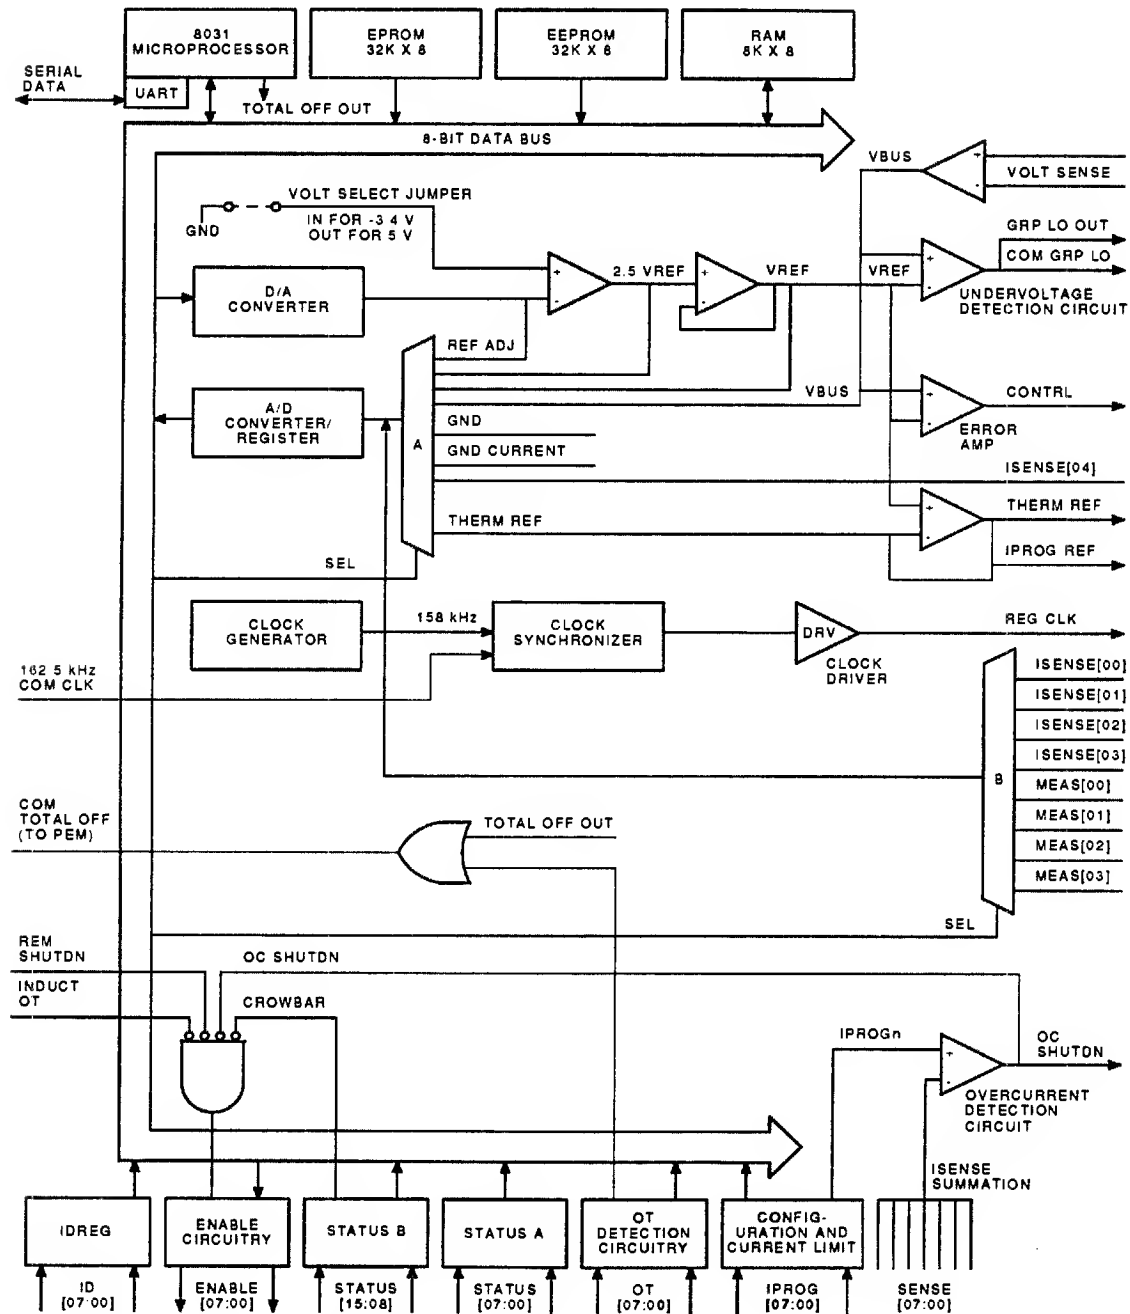 8031
MICROPROCESSOR
EPROM
32K X 8
EEPROM
32K X 8
RAM
8K X 8
SERIAL
DATA
UART
TOTAL OFF OUT
8-BIT DATA BUS
VBUS
VOLT SENSE
VOLT SELECT JUMPER
GND
IN FOR -3 4 V
OUT FOR 5 V
GRP LO OUT
COM GRP LO
D/A
CONVERTER
+
-
2.5 VREF
+
-
VREF
VREF
+
-
UNDERVOLTAGE
DETECTION CIRCUIT
REF ADJ
A/D
CONVERTER/
REGISTER
A
VBUS
+
-
CONTRL
ERROR
AMP
GND
GND CURRENT
ISENSE[04]
THERM REF
+
-
THERM REF
IPROG REF
SEL
CLOCK
GENERATOR
158 kHz
CLOCK
SYNCHRONIZER
DRV
CLOCK
DRIVER
REG CLK
162 5 kHz
COM CLK
ISENSE[00]
ISENSE[01]
ISENSE[02]
ISENSE[03]
B
MEAS[00]
MEAS[01]
MEAS[02]
MEAS[03]
COM
TOTAL OFF
(TO PEM)
TOTAL OFF OUT
SEL
REM
SHUTDN
OC SHUTDN
INDUCT
OT
CROWBAR
IPROGn
+
-
OC
SHUTDN
OVERCURRENT
DETECTION
CIRCUIT
ISENSE
SUMMATION
IDREG
ENABLE
CIRCUITRY
STATUS B
STATUS A
OT
DETECTION
CIRCUITRY
CONFIG-
URATION AND
CURRENT LIMIT
ID
[07:00]
ENABLE
[07:00]
STATUS
[15:08]
STATUS
[07:00]
OT
[07:00]
IPROG
[07:00]
SENSE
[07:00]